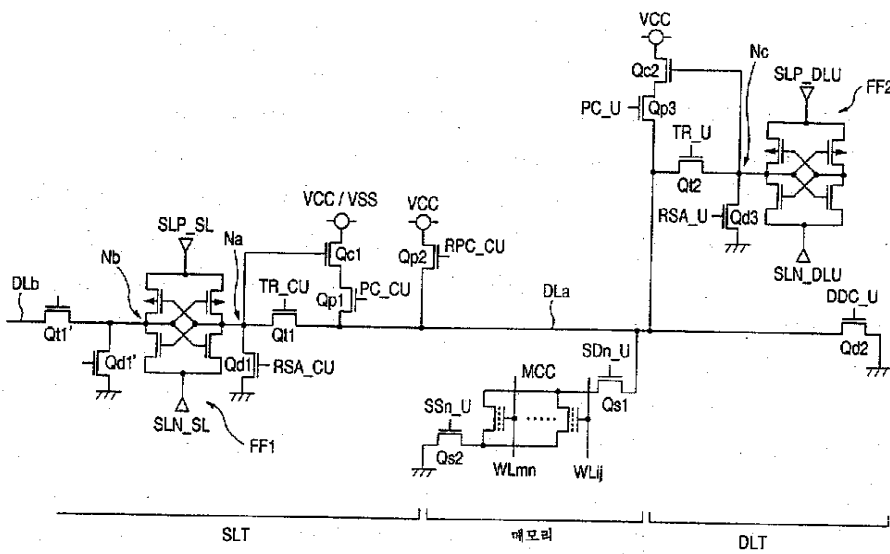 VCC
Nc
SLP_DLU
Qc2
FF2
PC_U
Qp3
TR_U
Qt2
VCC / VSS
VCC
RSA_U
Qd3
SLP_SL
Na
Qc1
Qp2
RPC_CU
SLN_DLU
Nb
TR_CU
Qp1
PC_CU
DLa
DDC_U
DLb
Qt1'
Qt1
Qd2
Qd1'
Qd1
RSA_CU
SDn_U
MCC
Qs1
SLN_SL
FF1
SSn_U
Qs2
WLmn
WLij
SLT
메모리
DLT